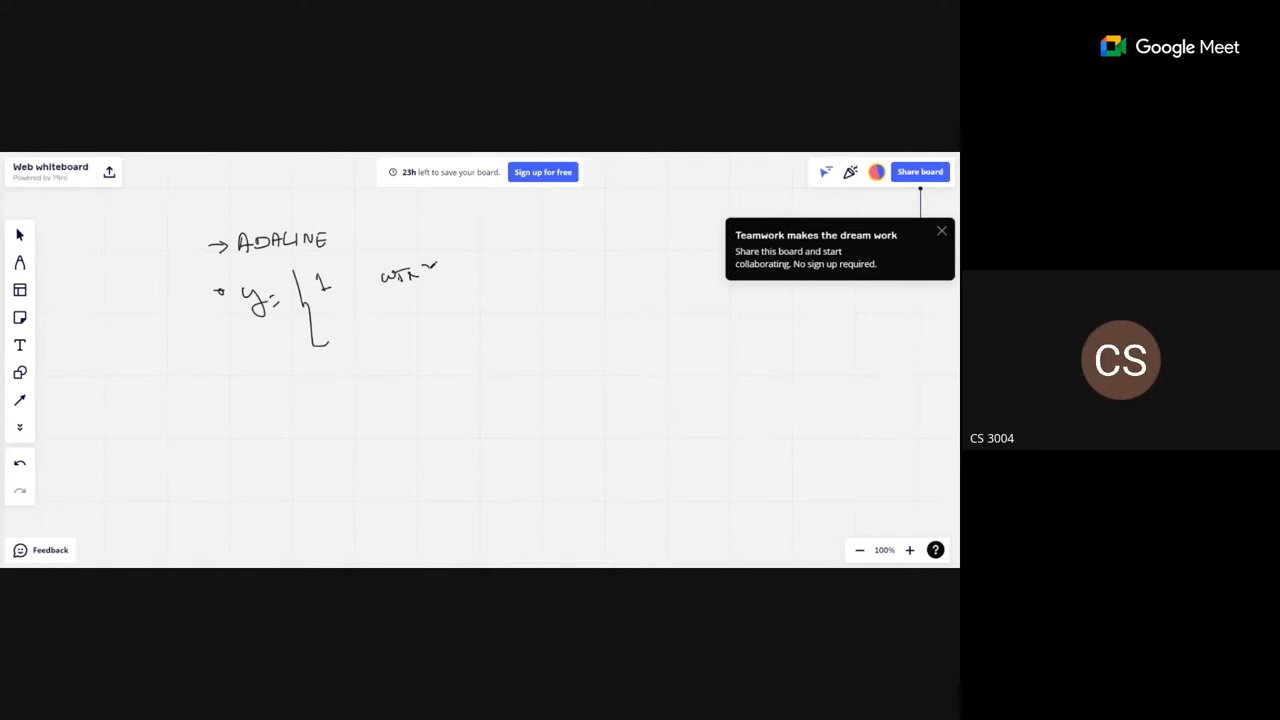 Google Meet
Web whiteboard
Powered by Miro
23h left to save your board.
Sign up for free
Share board
Teamwork makes the dream work
Share this board and start
collaborating. No sign up required.
→ ADALINE
y = { 1
CS
CS 3004
Feedback
100%
?